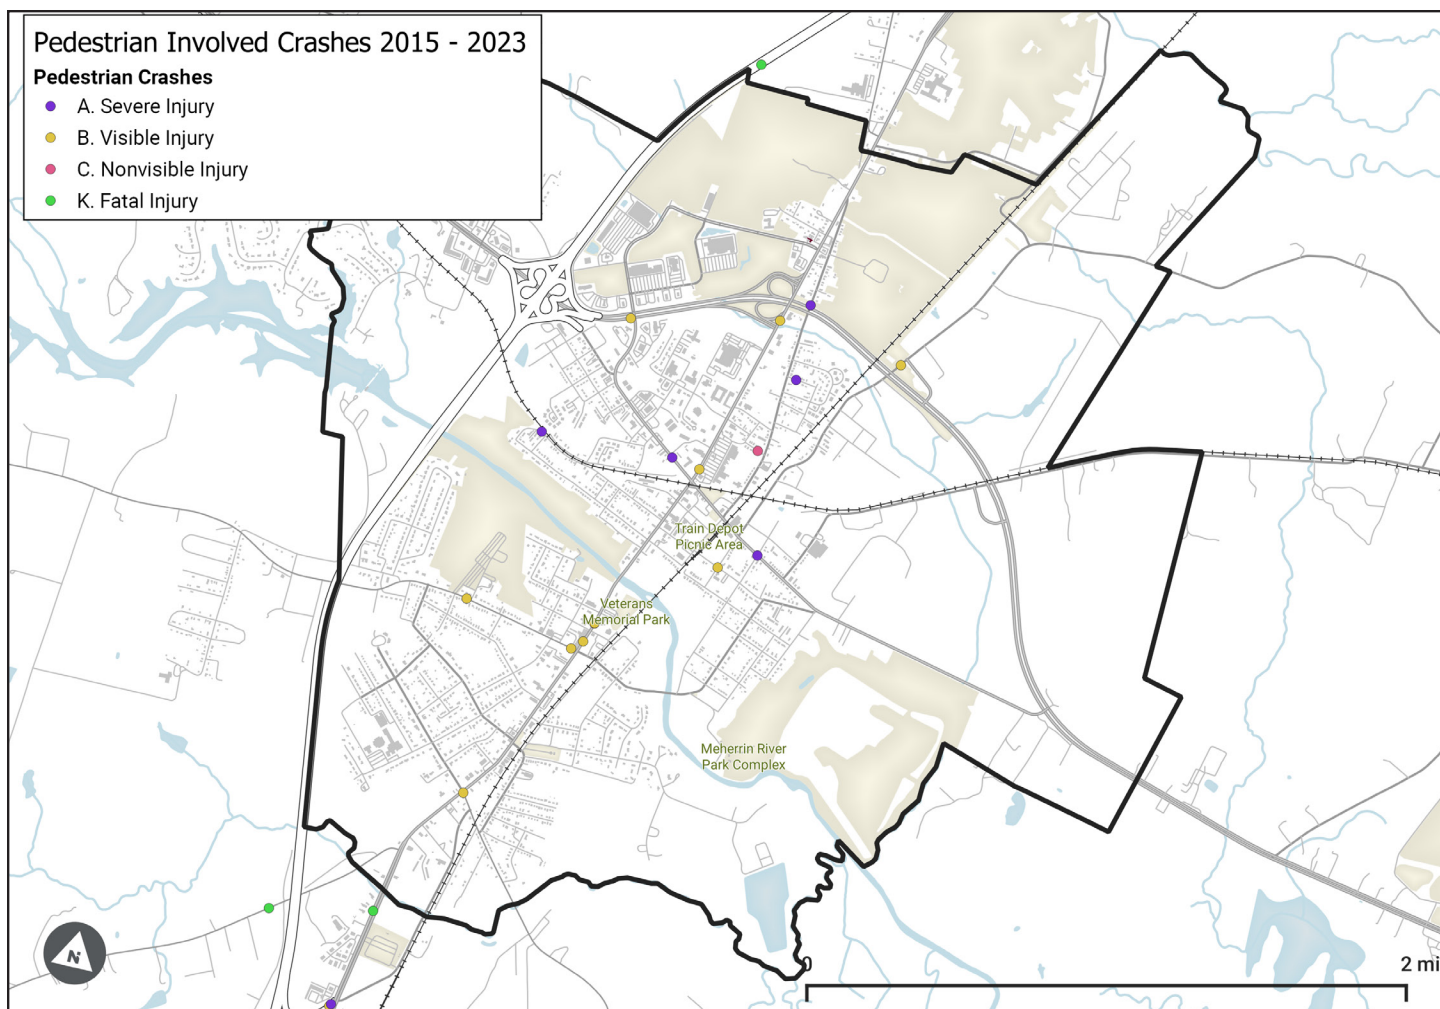 Pedestrian Involved Crashes 2015 - 2023
Pedestrian Crashes
A. Severe Injury
B. Visible Injury
C. Nonvisible Injury
K. Fatal Injury
Train Depot
Picnic Area
Veterans
Memorial Park
Meherrin River
Park Complex
N
0
2 mi